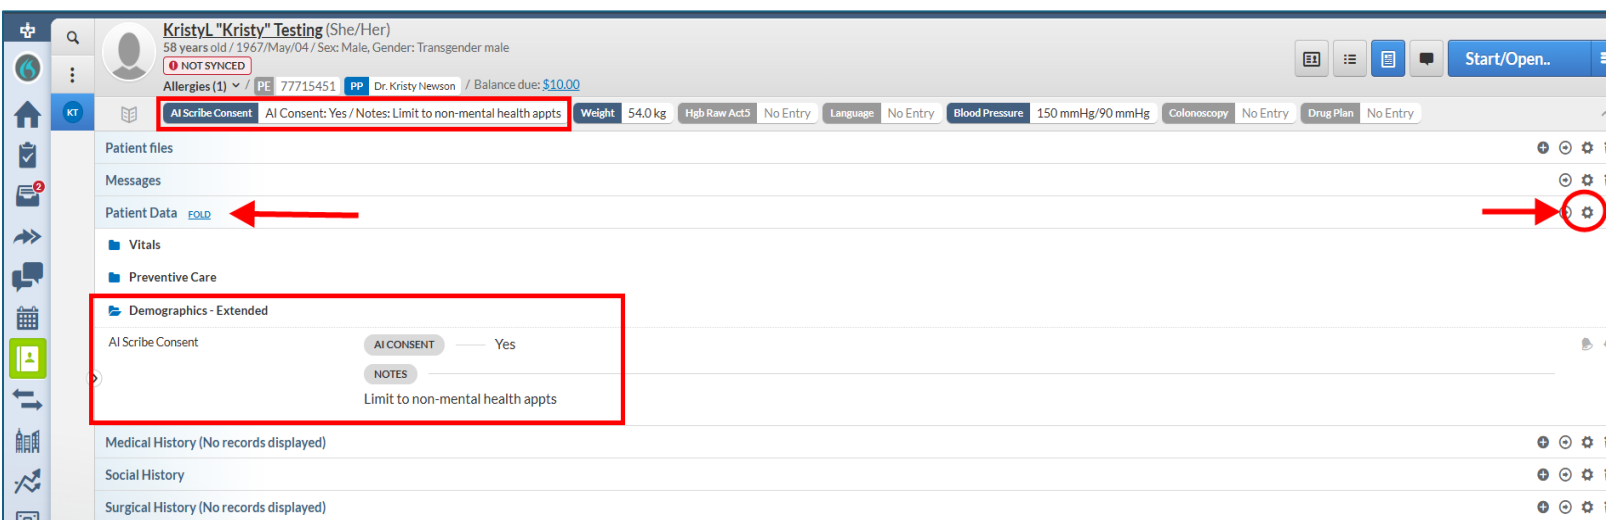 KristyL "Kristy" Testing (She/Her)
58 years old / 1967/May/04 / Sex: Male, Gender: Transgender male
NOT SYNCED
Allergies (1) / PE 77715451 PP Dr. Kristy Newson / Balance due: $10.00
Start/Open..
KT
AI Scribe Consent AI Consent: Yes / Notes: Limit to non-mental health appts Weight 54.0 kg Hgb Raw Act5 No Entry Language No Entry Blood Pressure 150 mmHg/90 mmHg Colonoscopy No Entry Drug Plan No Entry
Patient files
Messages
2
Patient Data FOLD
Vitals
Preventive Care
Demographics - Extended
AI Scribe Consent AI CONSENT Yes
NOTES
Limit to non-mental health appts
Medical History (No records displayed)
Social History
Surgical History (No records displayed)